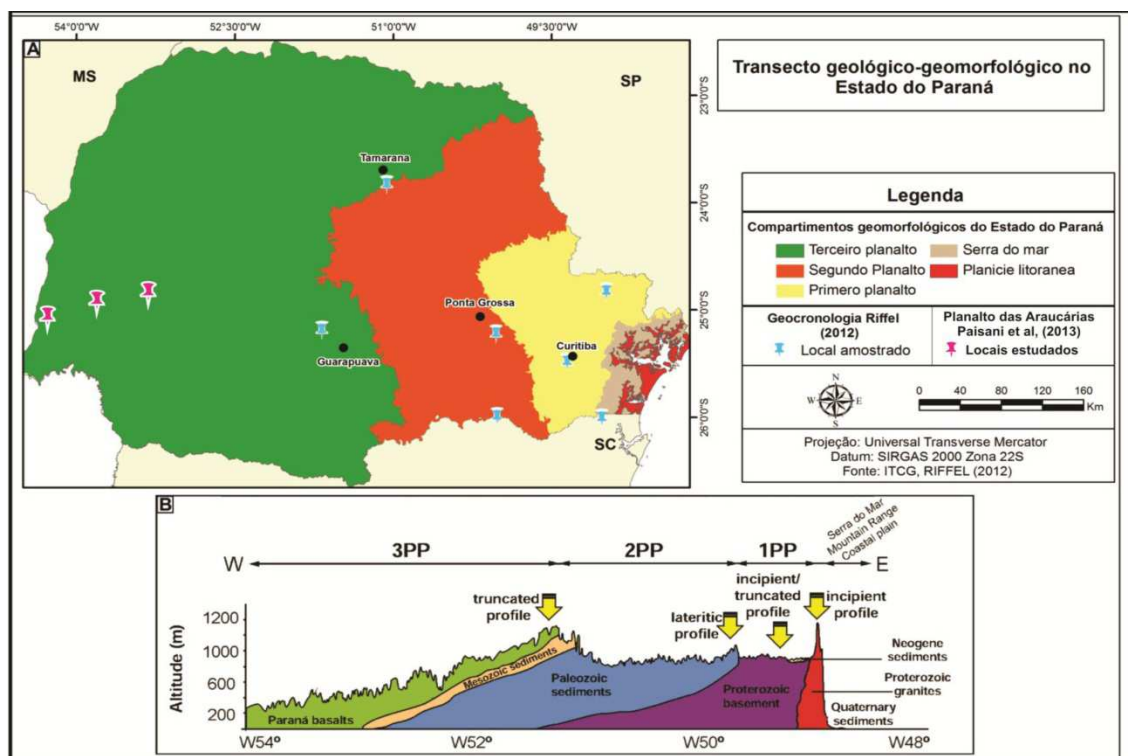 54°0'0"W
52°30'0"W
51°0'0"W
49°30'0"W
A
MS
SP
Tamarana
Ponta Grossa
Guarapuava
Curitiba
SC
23°0'0"S
24°0'0"S
25°0'0"S
26°0'0"S
Transecto geológico-geomorfológico no
Estado do Paraná
Legenda
Compartimentos geomorfológicos do Estado do Paraná
Terceiro planalto
Serra do mar
Segundo Planalto
Planicie litoranea
Primero planalto
Geocronologia Riffel
(2012)
Local amostrado
Planalto das Araucárias
Paisani et al, (2013)
Locais estudados
N
W E
S
0 40 80 120 160
Km
Projeção: Universal Transverse Mercator
Datum: SIRGAS 2000 Zona 22S
Fonte: ITCG, RIFFEL (2012)
B
Serra do Mar
Mountain Range
Coastal plain
W
3PP
2PP
1PP
E
truncated
profile
lateritic
profile
incipient/
truncated
profile
incipient
profile
Altitude (m)
1200
1000
600
200
Paraná basalts
Mesozoic sediments
Paleozoic
sediments
Proterozoic
basement
Neogene
sediments
Proterozoic
granites
Quaternary
sediments
W54º
W52º
W50º
W48º